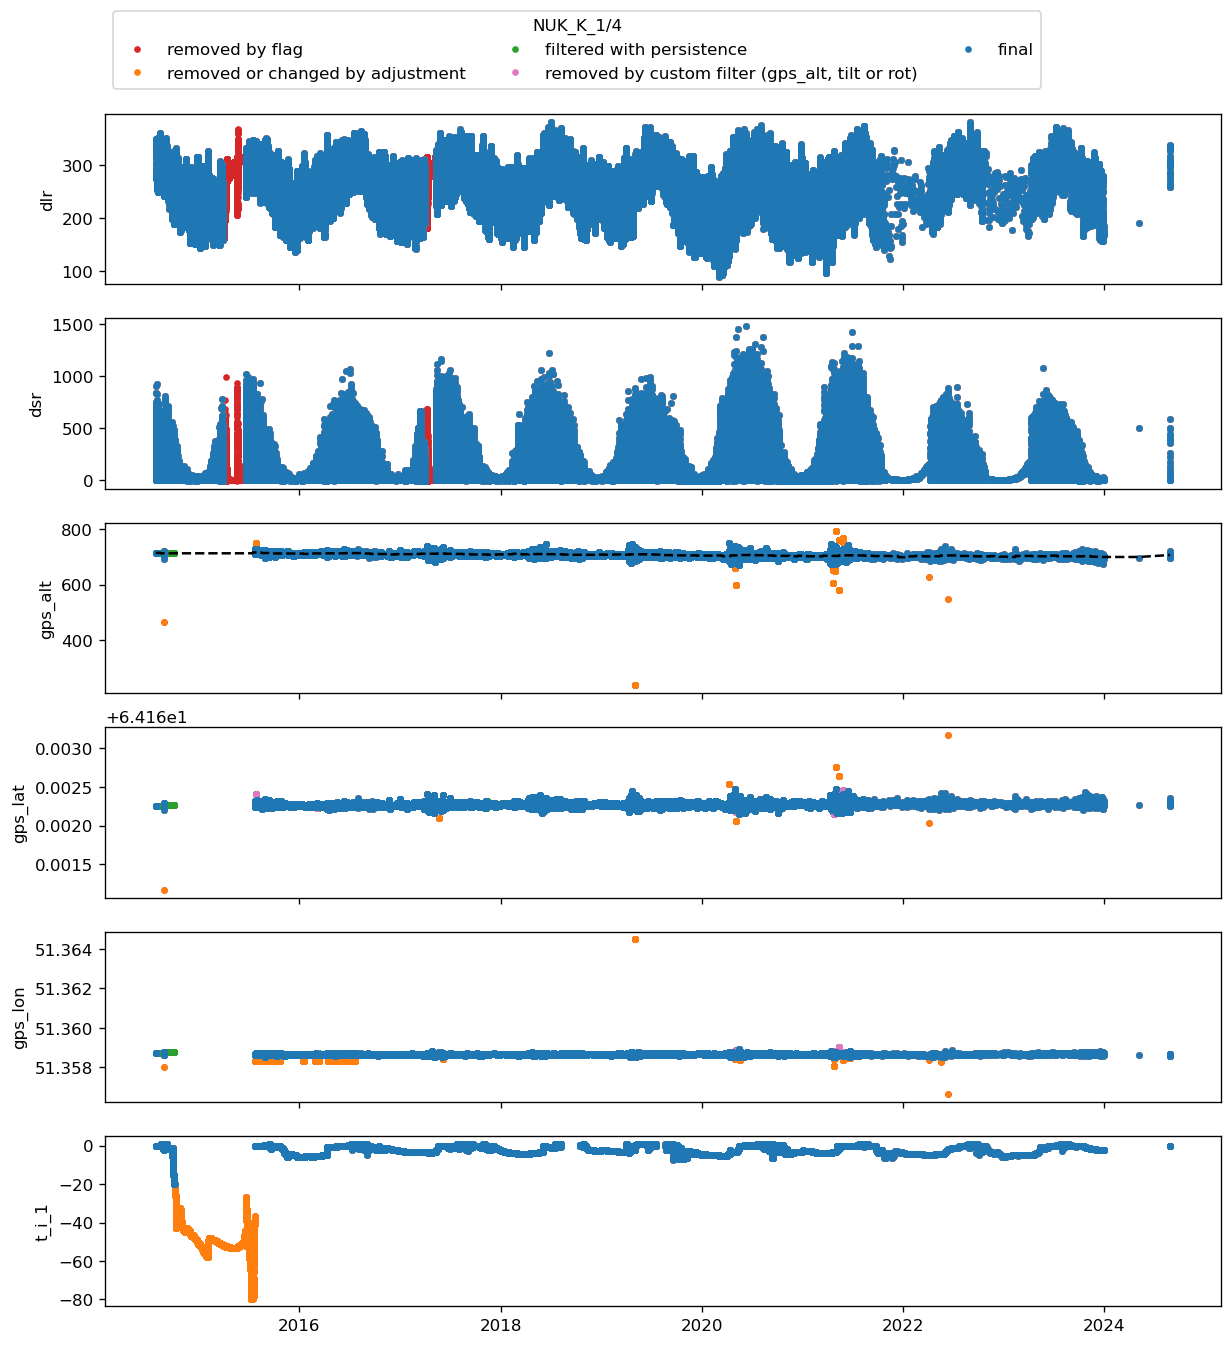 NUK_K_1/4
removed by flag
filtered with persistence
final
removed or changed by adjustment
removed by custom filter (gps_alt, tilt or rot)
300
200
100
dlr
1500
1000
500
0
dsr
800
600
400
gps_alt
+6.416e1
0.0030
0.0025
0.0020
0.0015
gps_lat
51.364
51.362
51.360
51.358
gps_lon
0
−20
−40
−60
−80
t_i_1
2016
2018
2020
2022
2024